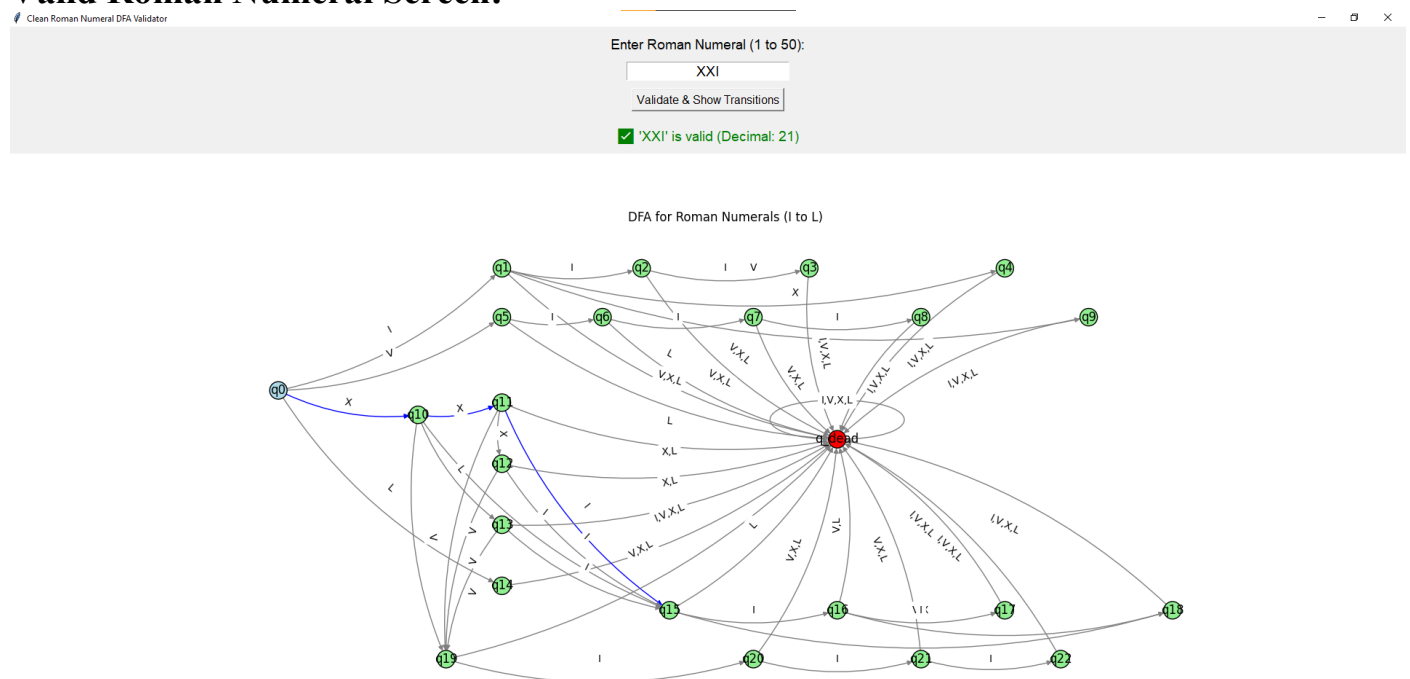 Valid Roman Numeral Screen:
Clean Roman Numeral DFA Validator
Enter Roman Numeral (1 to 50):
XXI
Validate & Show Transitions
'XXI' is valid (Decimal: 21)
DFA for Roman Numerals (I to L)
q1 I q2 I V q3 q4
X
q5 I q6 I q7 I q8 q9
I
V
L V,X,L I,V,X,L I,V,X,L
V,X,L V,X,L V,X,L I,V,X,L I,V,X,L
q0
X q10 X q11 I,V,X,L
L
X q_dead
X,L
L q12
X,L
L
I I,V,X,L
I q13 L V,L I,V,X,L I,V,X,L
V V I V,X,L V,X,L V,X,L I,V,X,L
V I
q14
V
q15 I q16 q17 q18
q19 I q20 I q21 I q22